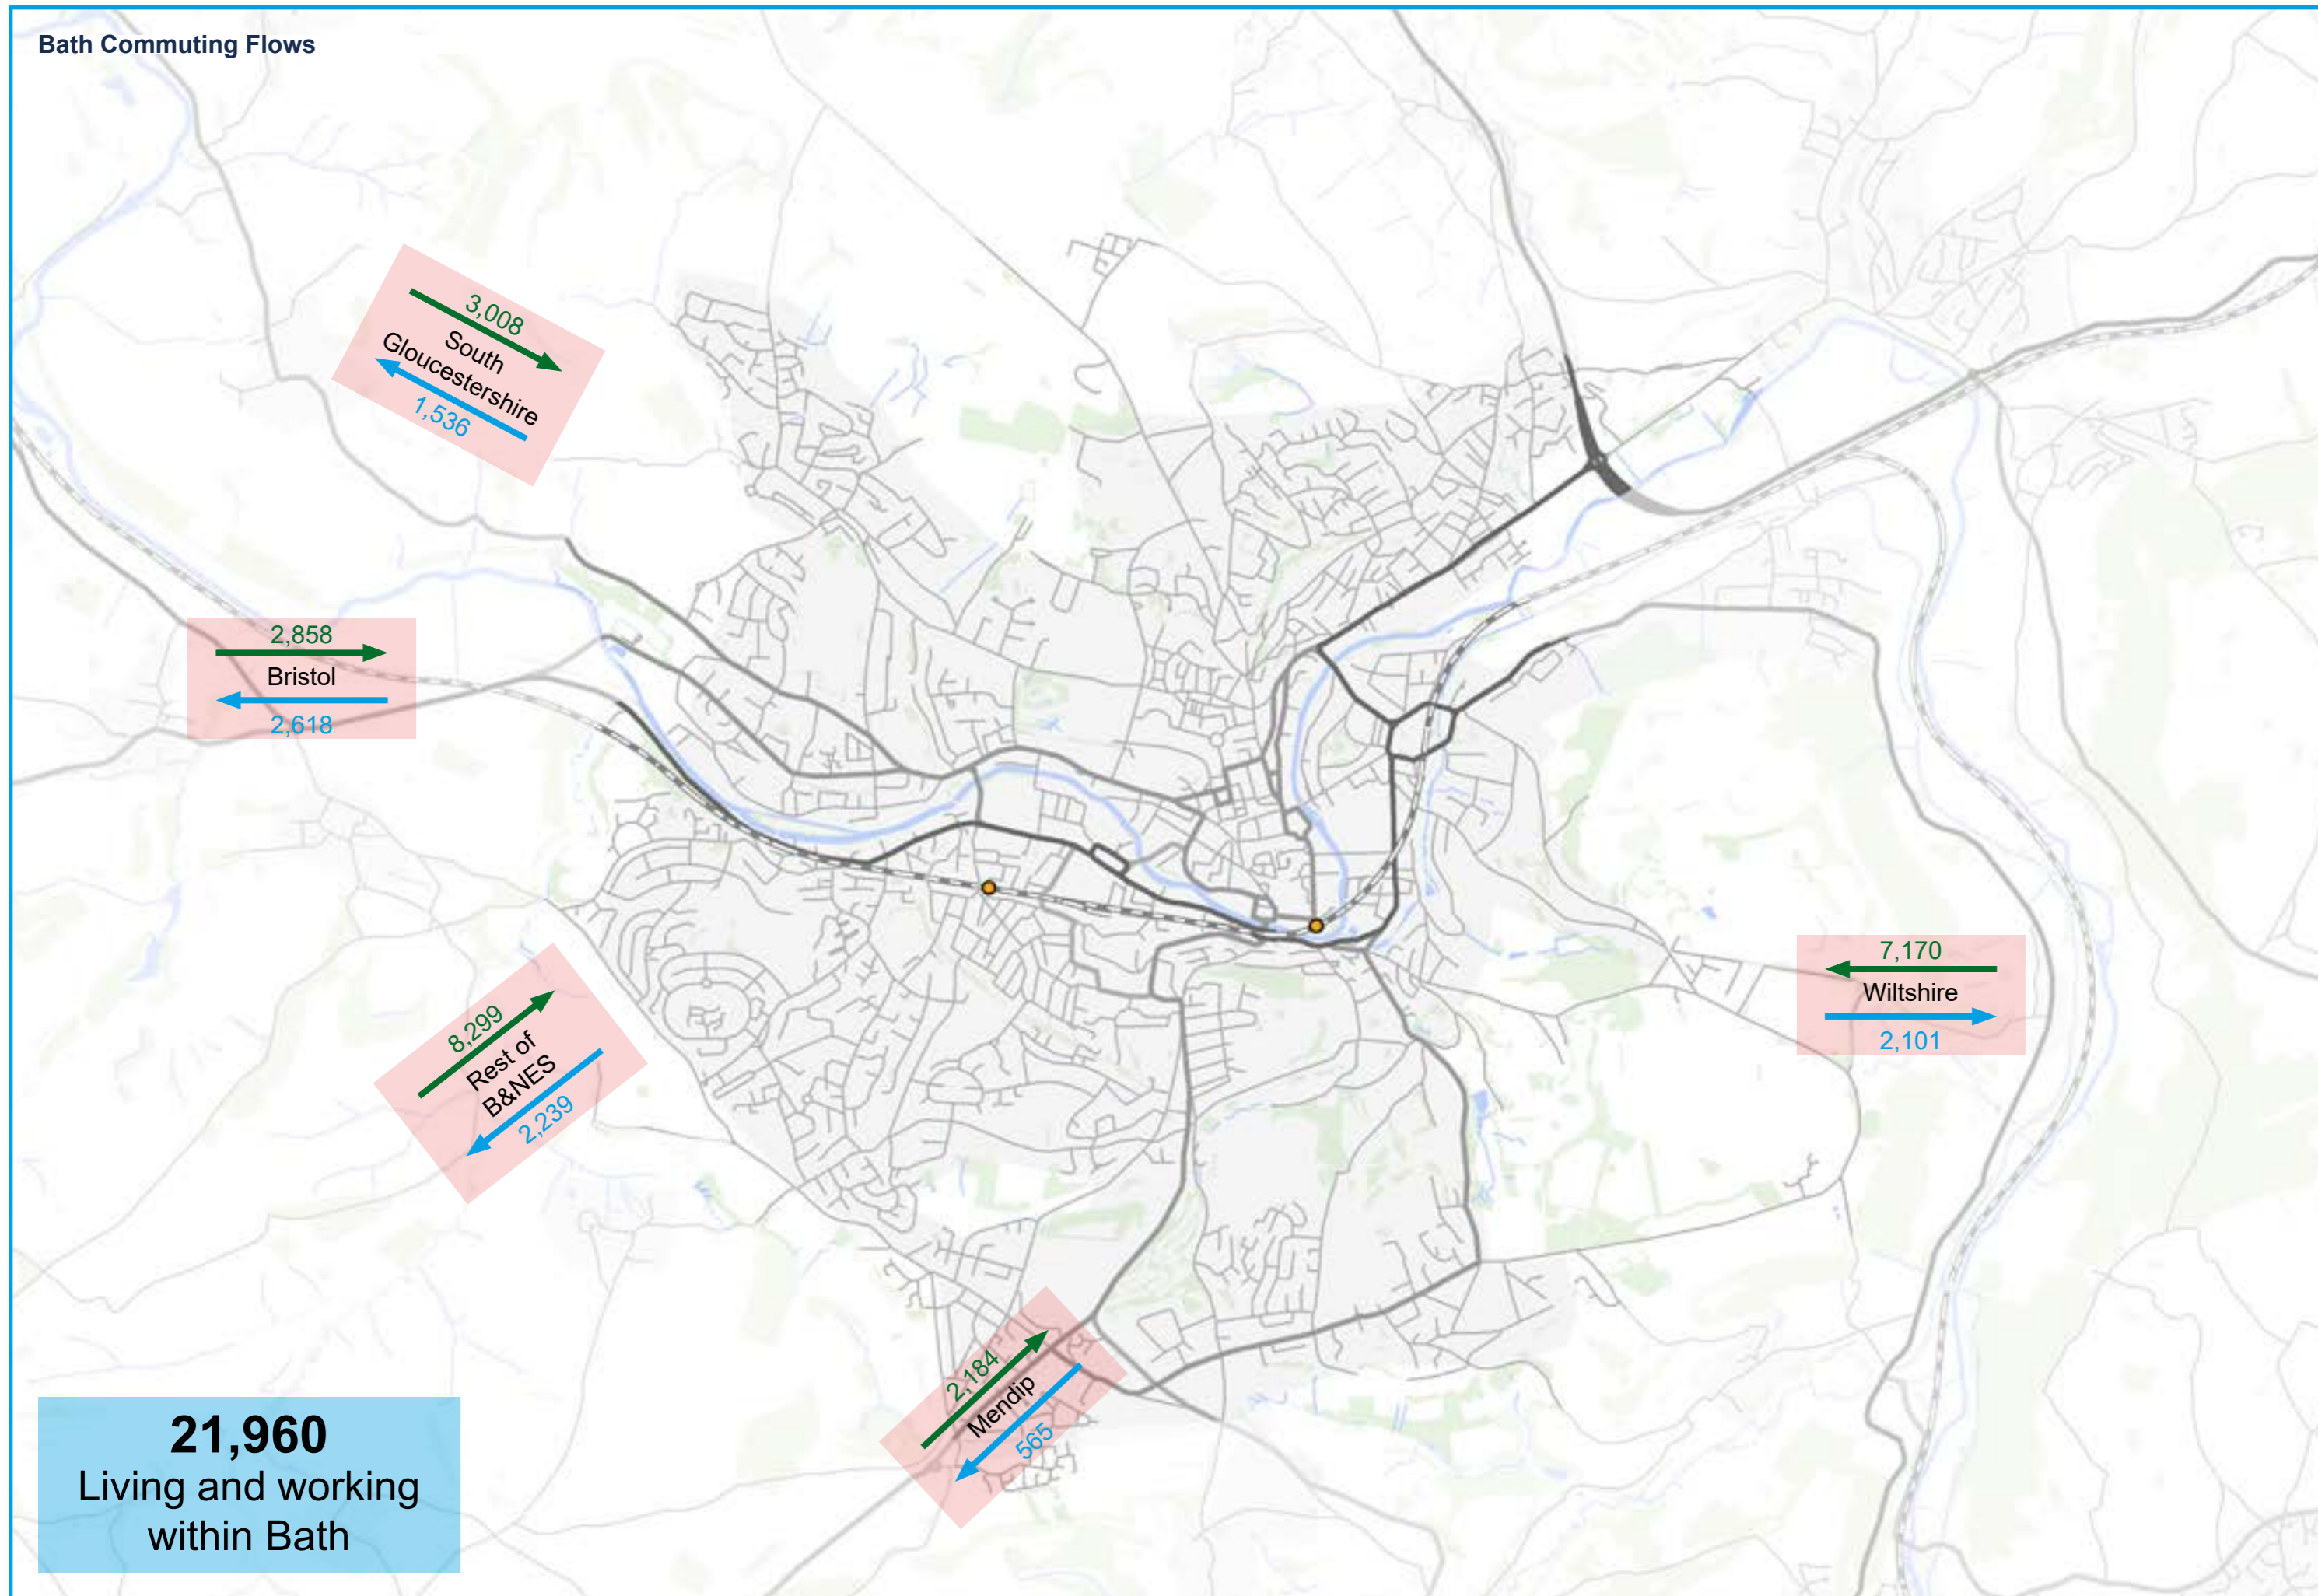 Bath Commuting Flows
3,008
South
Gloucestershire
1,536
2,858
Bristol
2,618
7,170
Wiltshire
2,101
8,299
Rest of
B&NES
2,239
2,184
Mendip
565
21,960
Living and working
within Bath